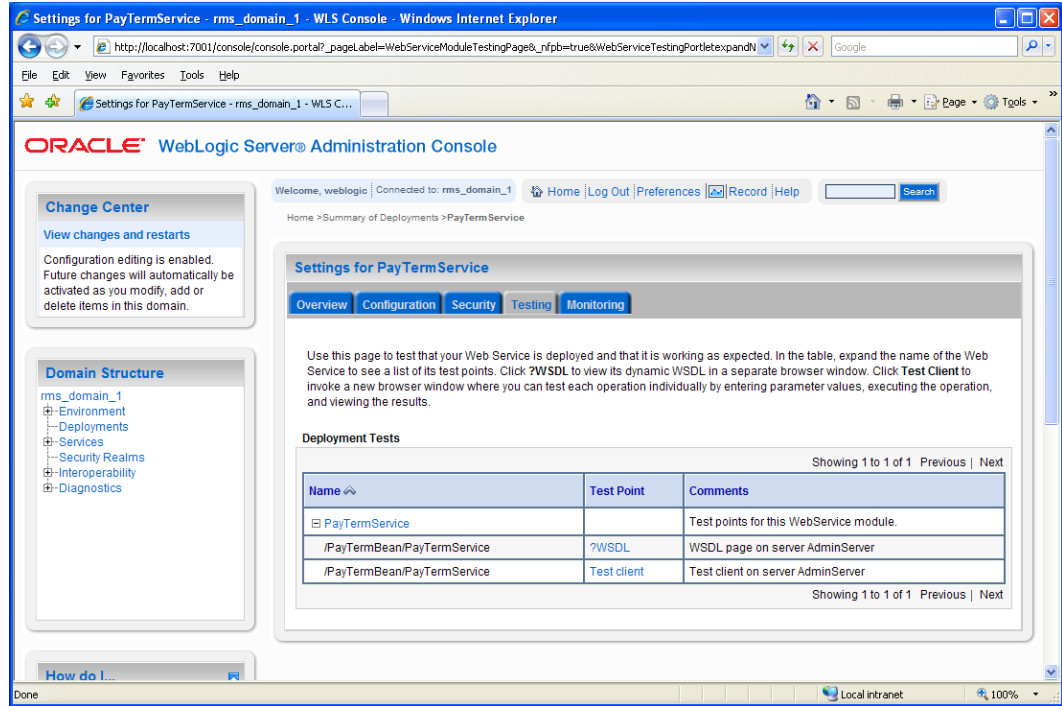 Settings for PayTermService - rms_domain_1 - WLS Console - Windows Internet Explorer
http://localhost:7001/console/console.portal?_pageLabel=WebServiceModuleTestingPage&_nfpb=true&WebServiceTestingPortletexpandN
Google
File Edit View Favorites Tools Help
Settings for PayTermService - rms_domain_1 - WLS C...
Page Tools »
ORACLE WebLogic Server® Administration Console
Change Center
View changes and restarts
Configuration editing is enabled.
Future changes will automatically be
activated as you modify, add or
delete items in this domain.
Domain Structure
rms_domain_1
Environment
Deployments
Services
Security Realms
Interoperability
Diagnostics
How do I...
Welcome, weblogic Connected to: rms_domain_1 Home Log Out Preferences Record Help Search
Home >Summary of Deployments >PayTermService
Settings for PayTermService
Overview Configuration Security Testing Monitoring
Use this page to test that your Web Service is deployed and that it is working as expected. In the table, expand the name of the Web
Service to see a list of its test points. Click ?WSDL to view its dynamic WSDL in a separate browser window. Click Test Client to
invoke a new browser window where you can test each operation individually by entering parameter values, executing the operation,
and viewing the results.
Deployment Tests
Showing 1 to 1 of 1 Previous | Next
Name Test Point Comments
PayTermService Test points for this WebService module.
/PayTermBean/PayTermService ?WSDL WSDL page on server AdminServer
/PayTermBean/PayTermService Test client Test client on server AdminServer
Showing 1 to 1 of 1 Previous | Next
Done Local intranet 100%